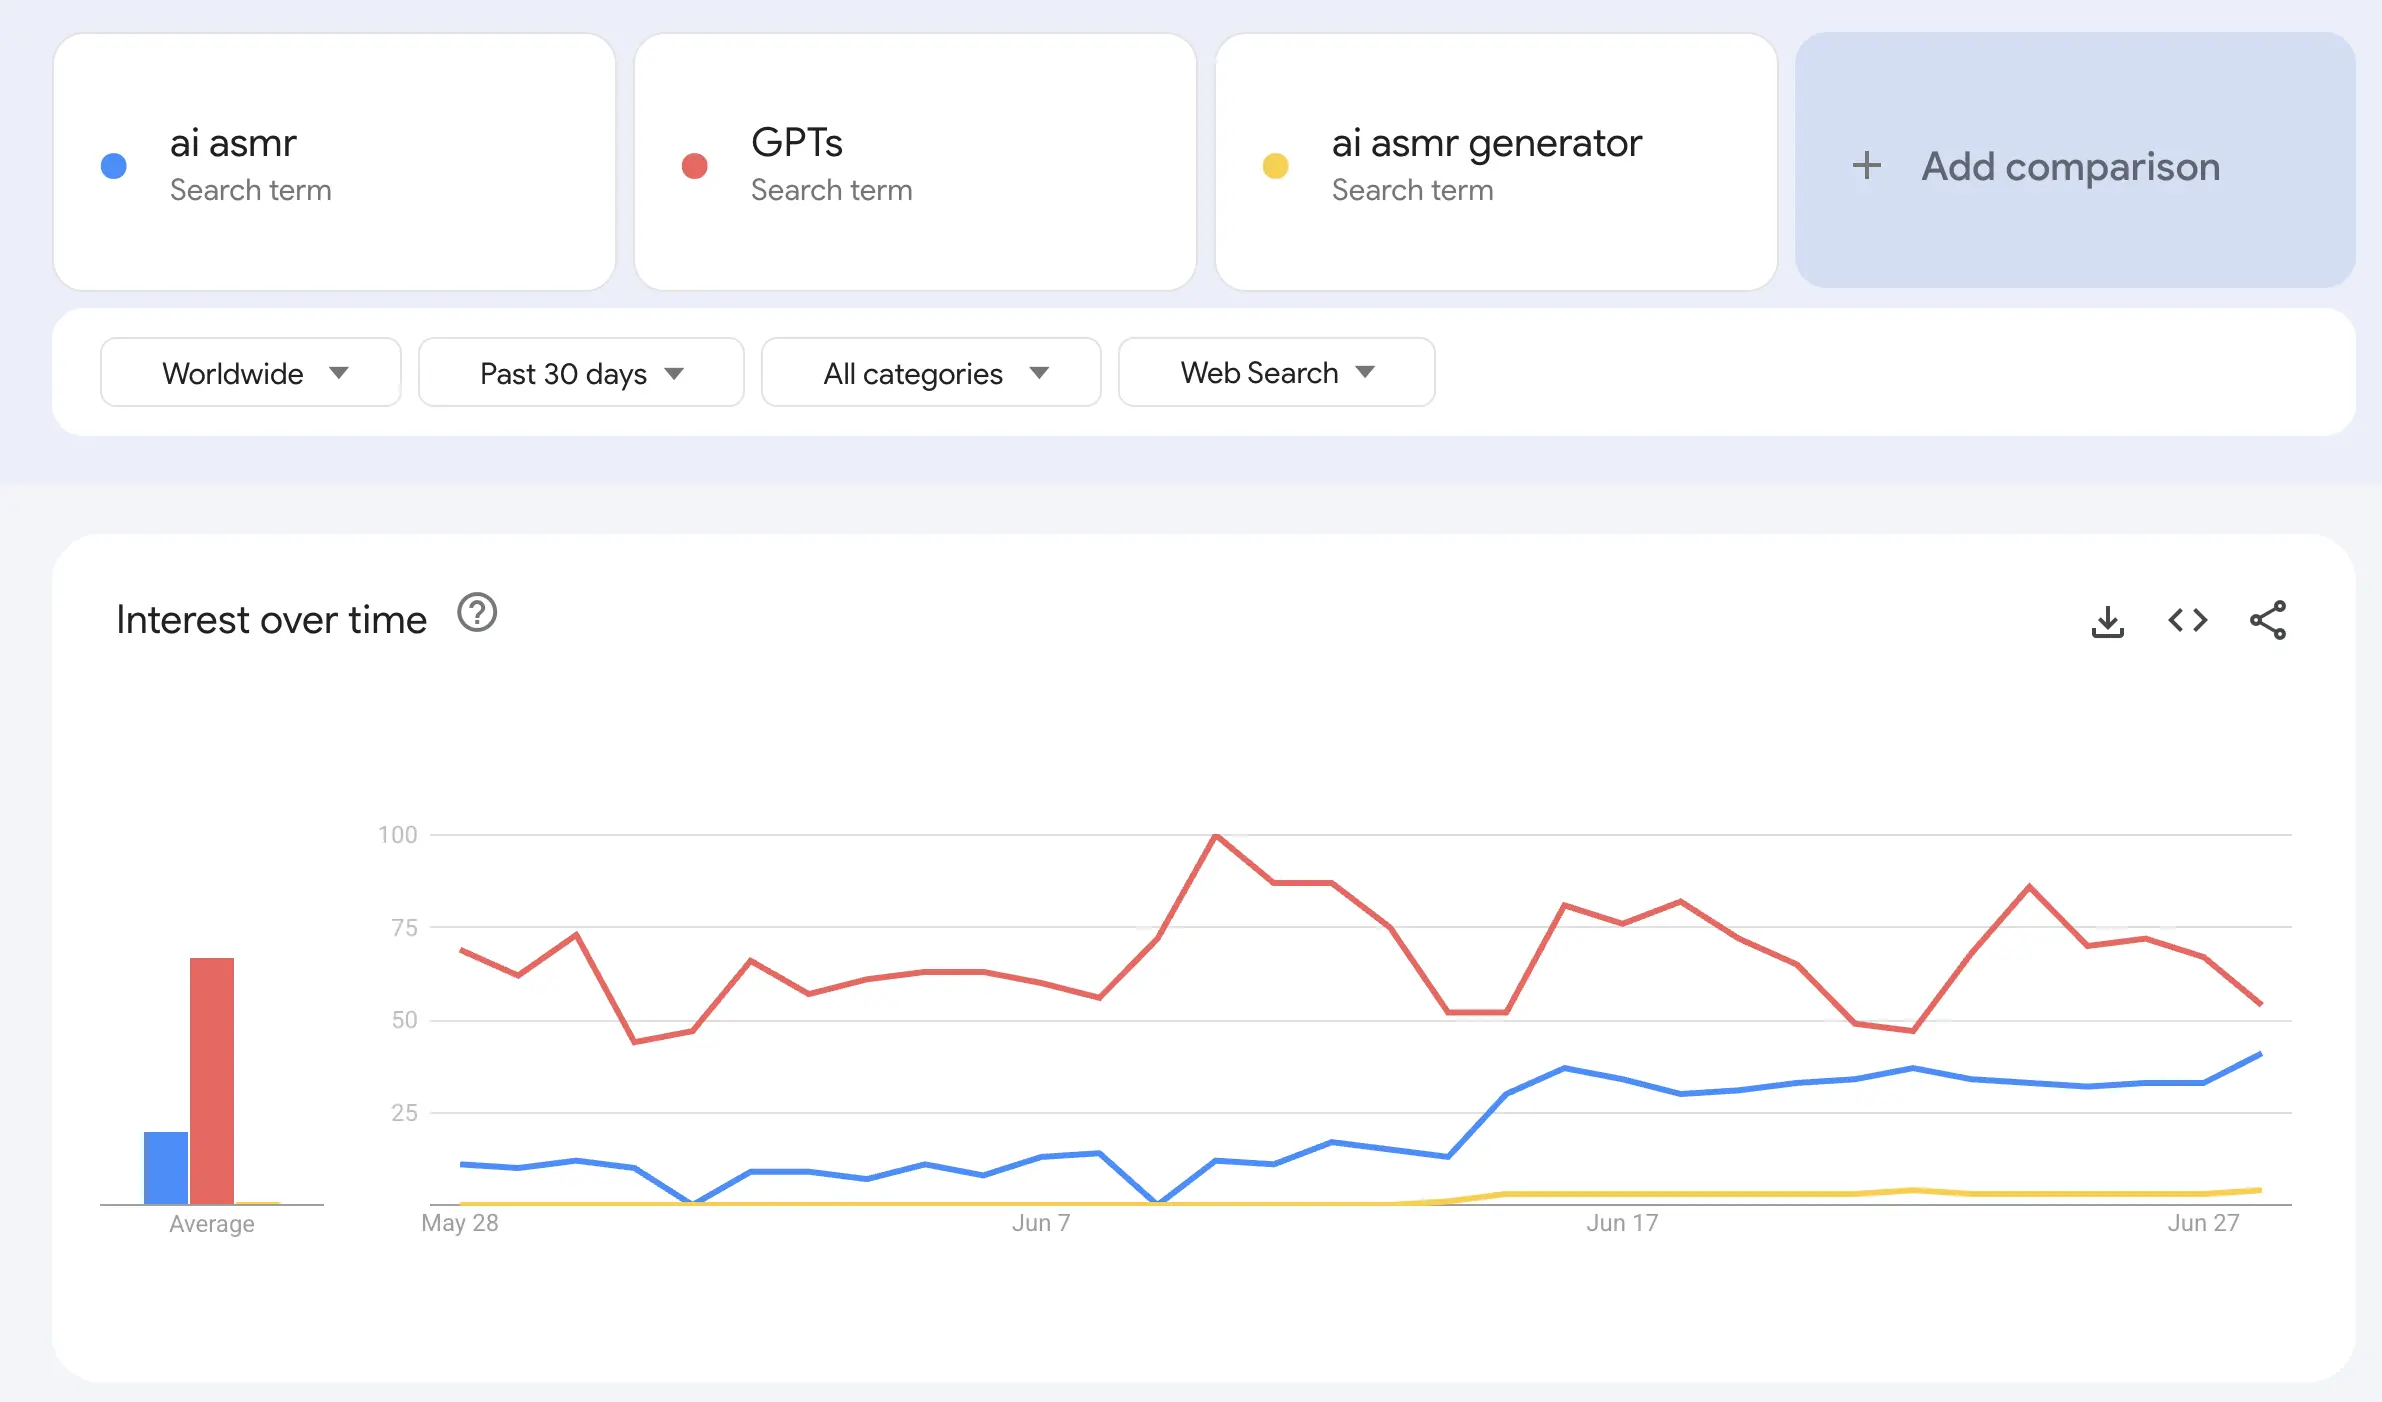 ai asmr
Search term
GPTs
Search term
ai asmr generator
Search term
+ Add comparison
Worldwide
Past 30 days
All categories
Web Search
Interest over time
?
100
75
50
25
Average
May 28
Jun 7
Jun 17
Jun 27